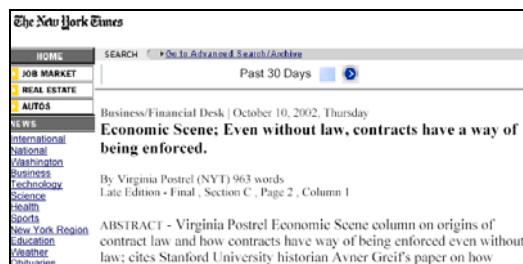 The New York Times
HOME
SEARCH Go to Advanced Search/Archive
JOB MARKET
Past 30 Days
REAL ESTATE
AUTOS
NEWS
International
National
Washington
Business
Technology
Science
Health
Sports
New York Region
Education
Weather
Obituaries
Business/Financial Desk | October 10, 2002, Thursday
Economic Scene; Even without law, contracts have a way of
being enforced.
By Virginia Postrel (NYT) 963 words
Late Edition - Final , Section C , Page 2 , Column 1
ABSTRACT - Virginia Postrel Economic Scene column on origins of
contract law and how contracts have way of being enforced even without
law; cites Stanford University historian Avner Greif's paper on how